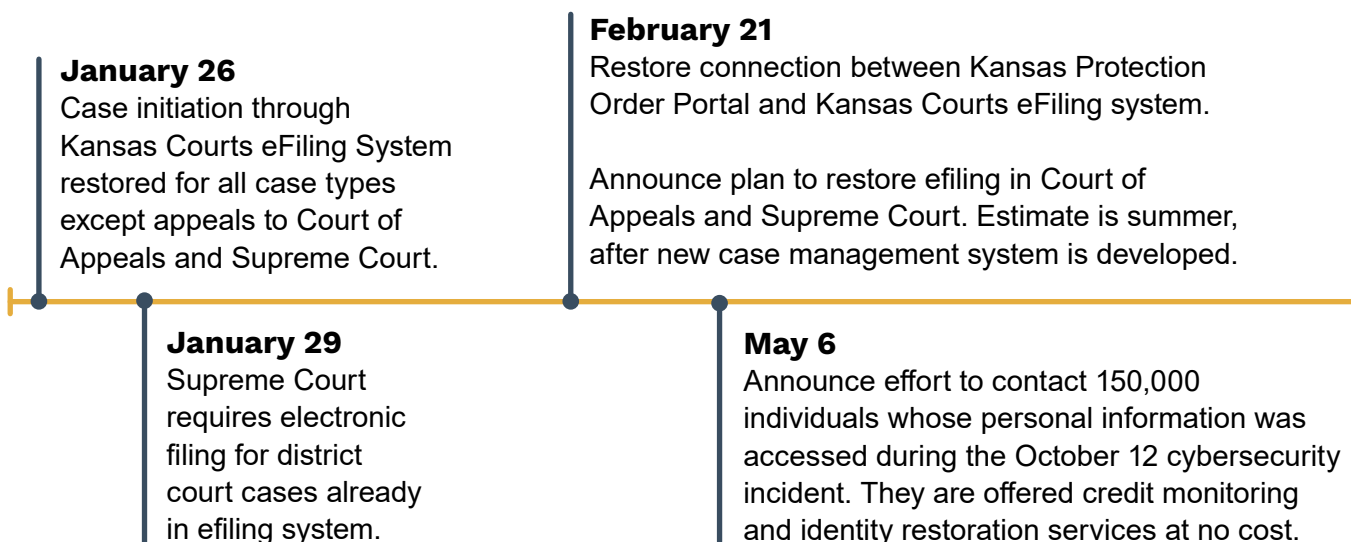 January 26
Case initiation through
Kansas Courts eFiling System
restored for all case types
except appeals to Court of
Appeals and Supreme Court.
January 29
Supreme Court
requires electronic
filing for district
court cases already
in efiling system.
February 21
Restore connection between Kansas Protection
Order Portal and Kansas Courts eFiling system.
Announce plan to restore efiling in Court of
Appeals and Supreme Court. Estimate is summer,
after new case management system is developed.
May 6
Announce effort to contact 150,000
individuals whose personal information was
accessed during the October 12 cybersecurity
incident. They are offered credit monitoring
and identity restoration services at no cost.